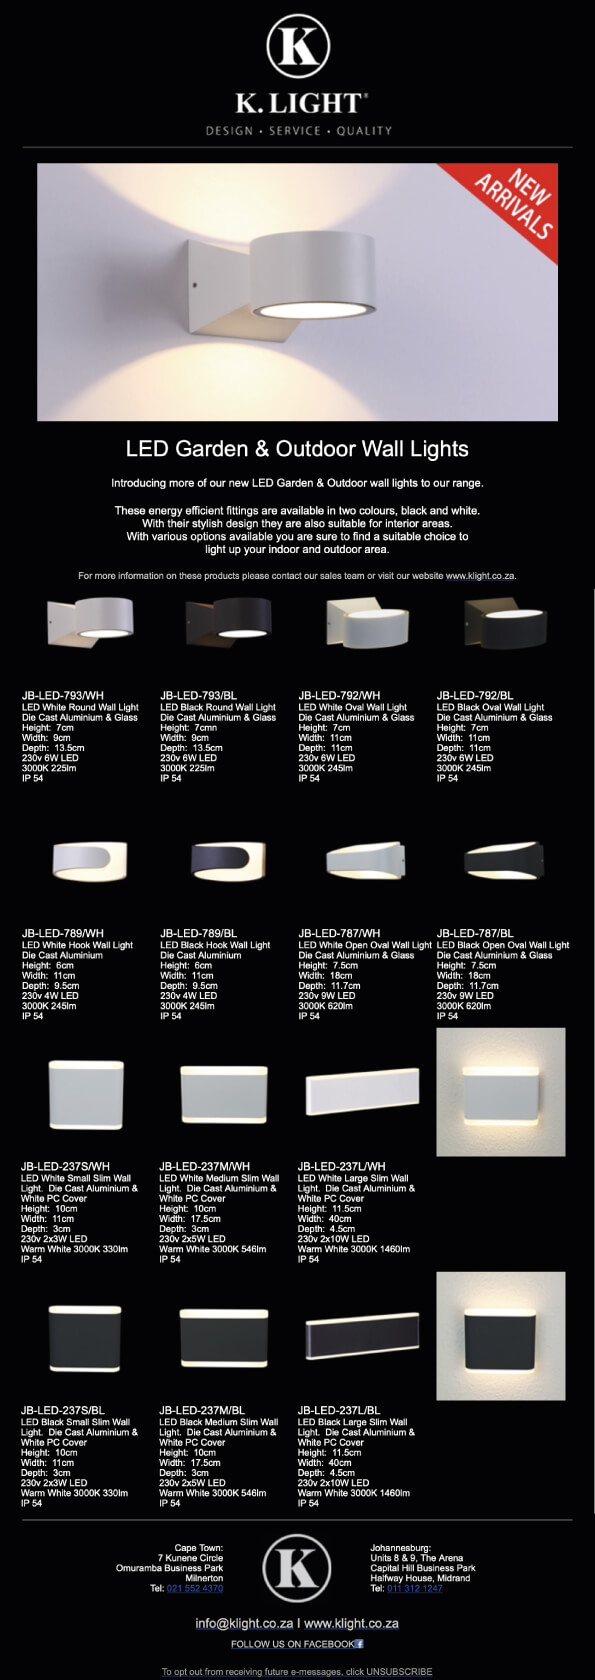 K
K. LIGHT®
DESIGN • SERVICE • QUALITY
NEW
ARRIVALS
LED Garden & Outdoor Wall Lights
Introducing more of our new LED Garden & Outdoor wall lights to our range.
These energy efficient fittings are available in two colours, black and white.
With their stylish design they are also suitable for interior areas.
With various options available you are sure to find a suitable choice to
light up your indoor and outdoor area.
For more information on these products please contact our sales team or visit our website www.klight.co.za.
JB-LED-793/WH
LED White Round Wall Light
Die Cast Aluminium & Glass
Height: 7cm
Width: 9cm
Depth: 13.5cm
230v 6W LED
3000K 225lm
IP 54
JB-LED-793/BL
LED Black Round Wall Light
Die Cast Aluminium & Glass
Height: 7cmn
Width: 9cm
Depth: 13.5cm
230v 6W LED
3000K 225lm
IP 54
JB-LED-792/WH
LED White Oval Wall Light
Die Cast Aluminium & Glass
Height: 7cm
Width: 11cm
Depth: 11cm
230v 6W LED
3000K 245lm
IP 54
JB-LED-792/BL
LED Black Oval Wall Light
Die Cast Aluminium & Glass
Height: 7cm
Width: 11cm
Depth: 11cm
230v 6W LED
3000K 245lm
IP 54
JB-LED-789/WH
LED White Hook Wall Light
Die Cast Aluminium
Height: 6cm
Width: 11cm
Depth: 9.5cm
230v 4W LED
3000K 245lm
IP 54
JB-LED-789/BL
LED Black Hook Wall Light
Die Cast Aluminium
Height: 6cm
Width: 11cm
Depth: 9.5cm
230v 4W LED
3000K 245lm
IP 54
JB-LED-787/WH
LED White Open Oval Wall Light
Die Cast Aluminium & Glass
Height: 7.5cm
Width: 18cm
Depth: 11.7cm
230v 9W LED
3000K 620lm
IP 54
JB-LED-787/BL
LED Black Open Oval Wall Light
Die Cast Aluminium & Glass
Height: 7.5cm
Width: 18cm
Depth: 11.7cm
230v 9W LED
3000K 620lm
IP 54
JB-LED-237S/WH
LED White Small Slim Wall
Light. Die Cast Aluminium &
White PC Cover
Height: 10cm
Width: 11cm
Depth: 3cm
230v 2x3W LED
Warm White 3000K 330lm
IP 54
JB-LED-237M/WH
LED White Medium Slim Wall
Light. Die Cast Aluminium &
White PC Cover
Height: 10cm
Width: 17.5cm
Depth: 3cm
230v 2x5W LED
Warm White 3000K 546lm
IP 54
JB-LED-237L/WH
LED White Large Slim Wall
Light. Die Cast Aluminium &
White PC Cover
Height: 11.5cm
Width: 40cm
Depth: 4.5cm
230v 2x10W LED
Warm White 3000K 1460lm
IP 54
JB-LED-237S/BL
LED Black Small Slim Wall
Light. Die Cast Aluminium &
White PC Cover
Height: 10cm
Width: 11cm
Depth: 3cm
230v 2x3W LED
Warm White 3000K 330lm
IP 54
JB-LED-237M/BL
LED Black Medium Slim Wall
Light. Die Cast Aluminium &
White PC Cover
Height: 10cm
Width: 17.5cm
Depth: 3cm
230v 2x5W LED
Warm White 3000K 546lm
IP 54
JB-LED-237L/BL
LED Black Large Slim Wall
Light. Die Cast Aluminium &
White PC Cover
Height: 11.5cm
Width: 40cm
Depth: 4.5cm
230v 2x10W LED
Warm White 3000K 1460lm
IP 54
Cape Town:
7 Kunene Circle
Omuramba Business Park
Milnerton
Tel: 021 552 4370
K
Johannesburg:
Units 8 & 9, The Arena
Capital Hill Business Park
Halfway House, Midrand
Tel: 011 312 1247
info@klight.co.za I www.klight.co.za
FOLLOW US ON FACEBOOK f
To opt out from receiving future e-messages, click UNSUBSCRIBE